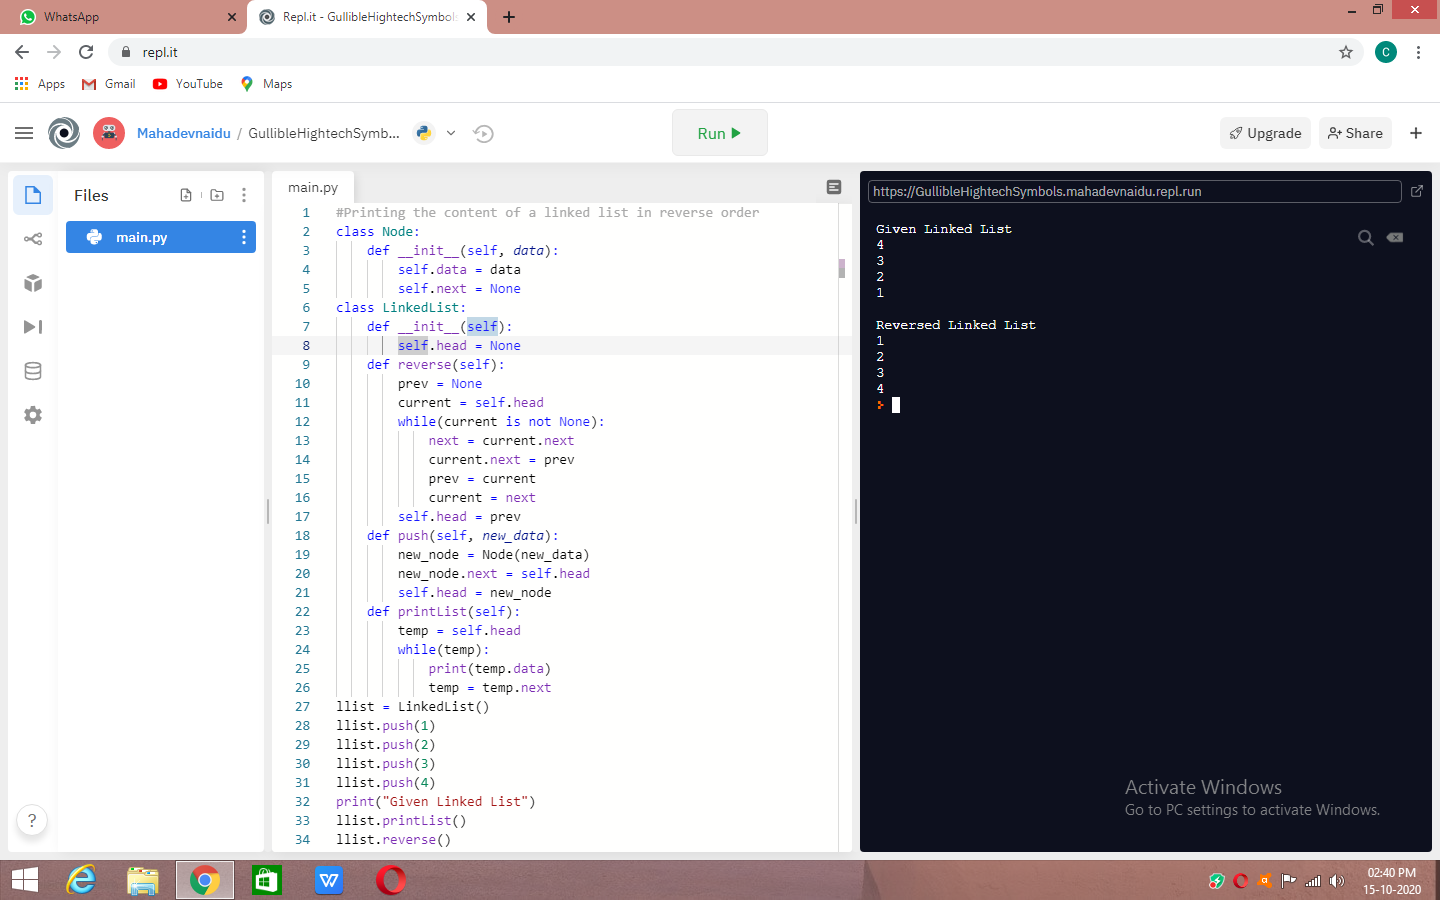 WhatsApp
Repl.it - GullibleHightechSymbols
repl.it
C
Apps
Gmail
YouTube
Maps
Mahadevnaidu / GullibleHightechSymb...
Run
Upgrade
Share
Files
main.py
main.py
https://GullibleHightechSymbols.mahadevnaidu.repl.run
1 #Printing the content of a linked list in reverse order
2 class Node:
3     def __init__(self, data):
4         self.data = data
5         self.next = None
6 class LinkedList:
7     def __init__(self):
8         self.head = None
9     def reverse(self):
10         prev = None
11         current = self.head
12         while(current is not None):
13             next = current.next
14             current.next = prev
15             prev = current
16             current = next
17         self.head = prev
18     def push(self, new_data):
19         new_node = Node(new_data)
20         new_node.next = self.head
21         self.head = new_node
22     def printList(self):
23         temp = self.head
24         while(temp):
25             print(temp.data)
26             temp = temp.next
27 llist = LinkedList()
28 llist.push(1)
29 llist.push(2)
30 llist.push(3)
31 llist.push(4)
32 print("Given Linked List")
33 llist.printList()
34 llist.reverse()
Given Linked List
4
3
2
1
Reversed Linked List
1
2
3
4
Activate Windows
Go to PC settings to activate Windows.
?
02:40 PM
15-10-2020